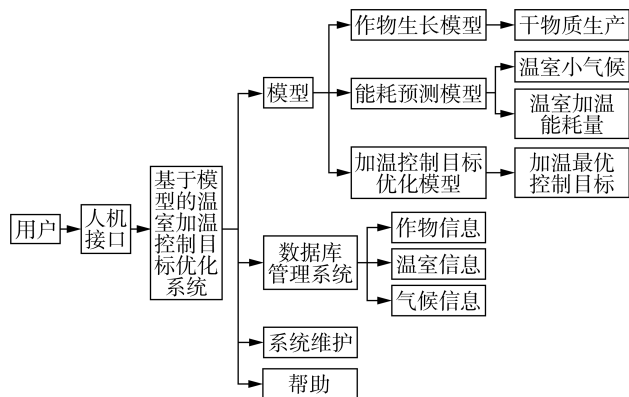 用户
人机
接口
基于模
型的温
室加温
控制目
标优化
系统
模型
作物生长模型
干物质生产
能耗预测模型
温室小气候
温室加温
能耗量
加温控制目标
优化模型
加温最优
控制目标
数据库
管理系统
作物信息
温室信息
气候信息
系统维护
帮助